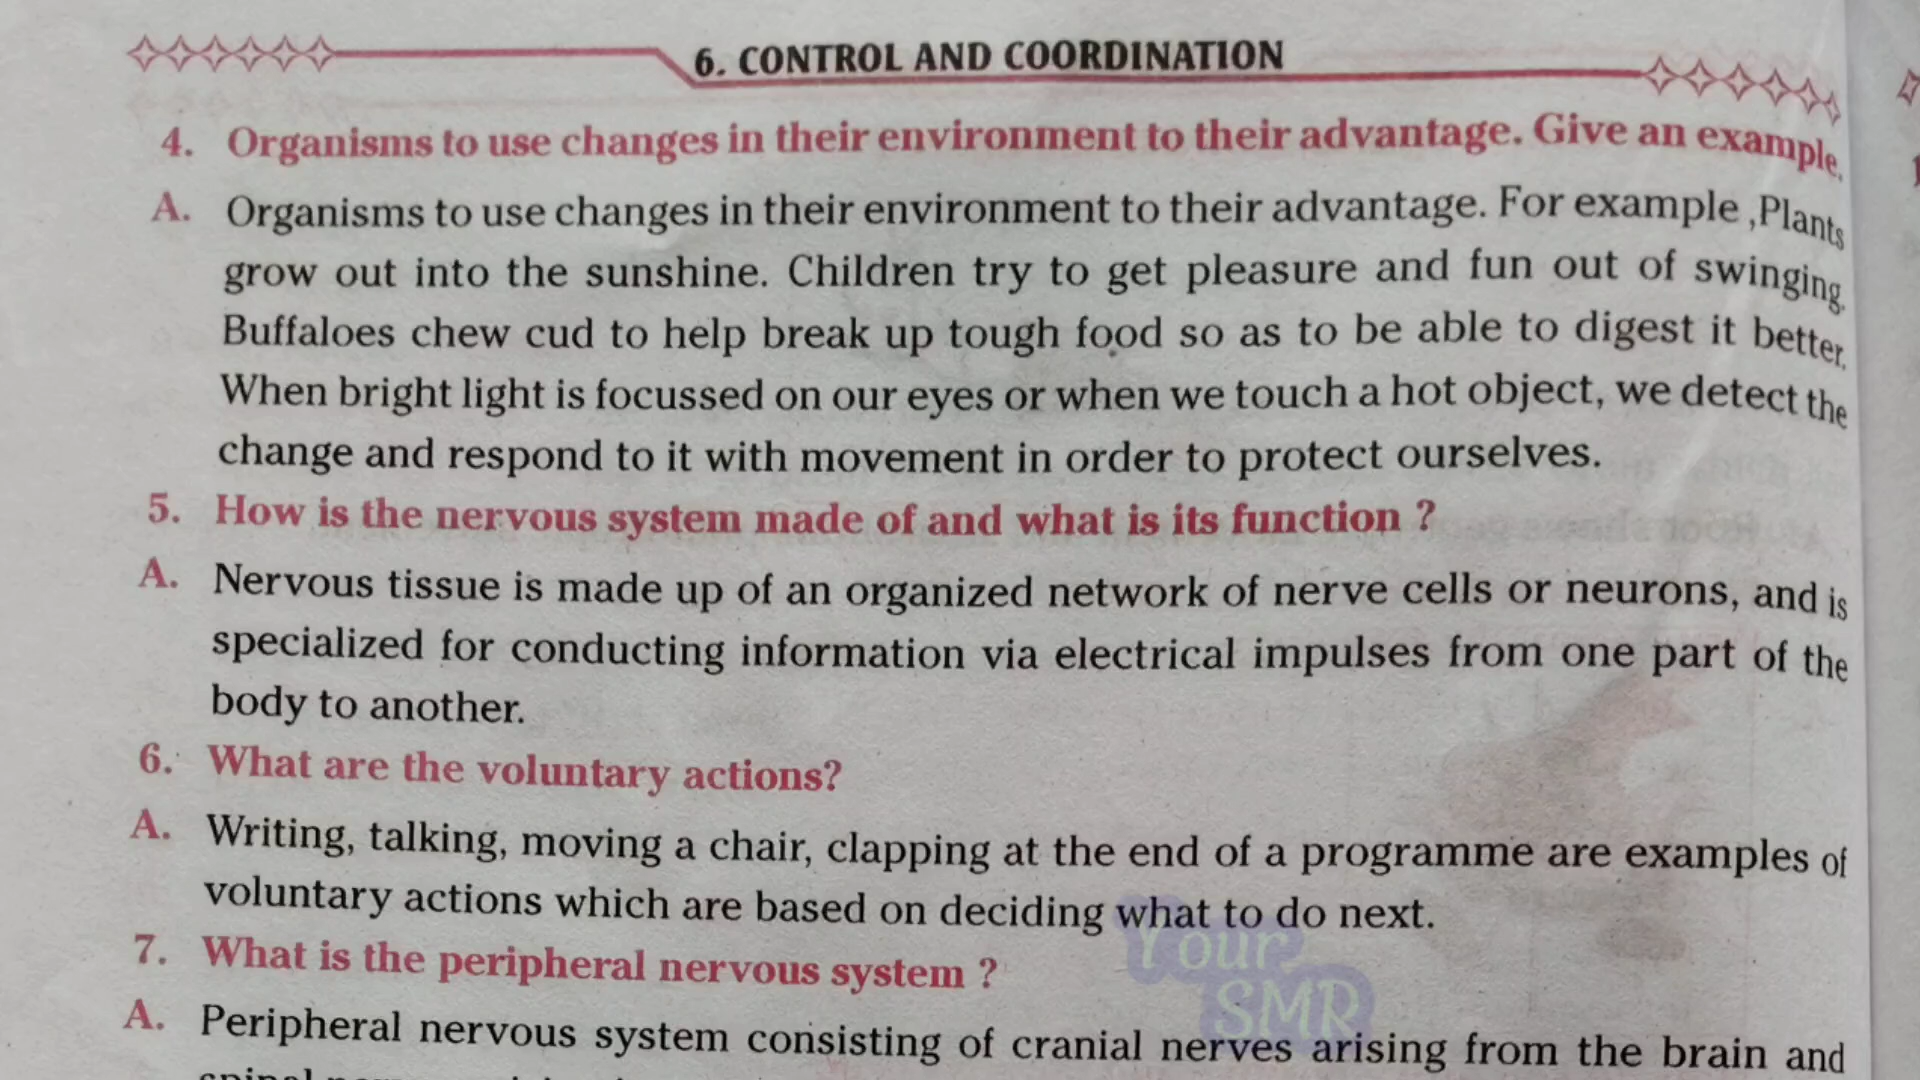 6. CONTROL AND COORDINATION
4. Organisms to use changes in their environment to their advantage. Give an example.
A. Organisms to use changes in their environment to their advantage. For example ,Plants
grow out into the sunshine. Children try to get pleasure and fun out of swinging.
Buffaloes chew cud to help break up tough food so as to be able to digest it better.
When bright light is focussed on our eyes or when we touch a hot object, we detect the
change and respond to it with movement in order to protect ourselves.
5. How is the nervous system made of and what is its function ?
A. Nervous tissue is made up of an organized network of nerve cells or neurons, and is
specialized for conducting information via electrical impulses from one part of the
body to another.
6. What are the voluntary actions?
A. Writing, talking, moving a chair, clapping at the end of a programme are examples of
voluntary actions which are based on deciding what to do next.
7. What is the peripheral nervous system ?
A. Peripheral nervous system consisting of cranial nerves arising from the brain and
Your
SMR